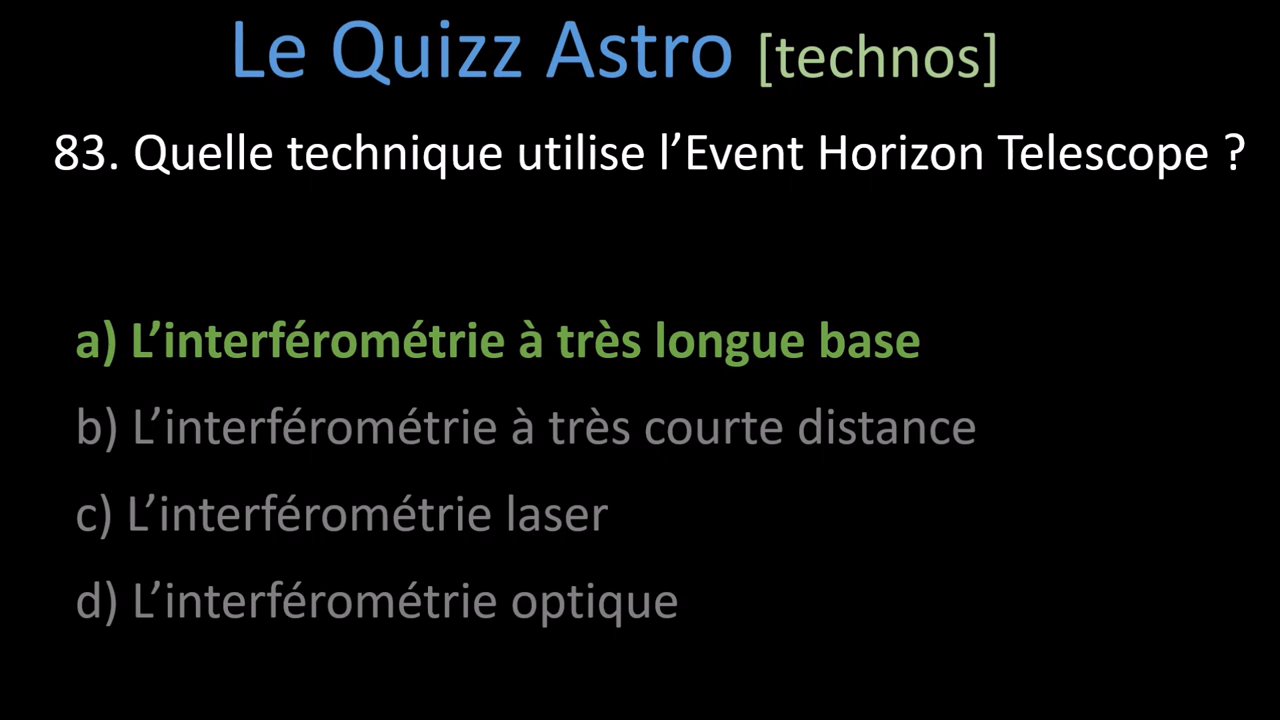 Le Quizz Astro [technos]
83. Quelle technique utilise l’Event Horizon Telescope ?
a) L’interférométrie à très longue base
b) L’interférométrie à très courte distance
c) L’interférométrie laser
d) L’interférométrie optique